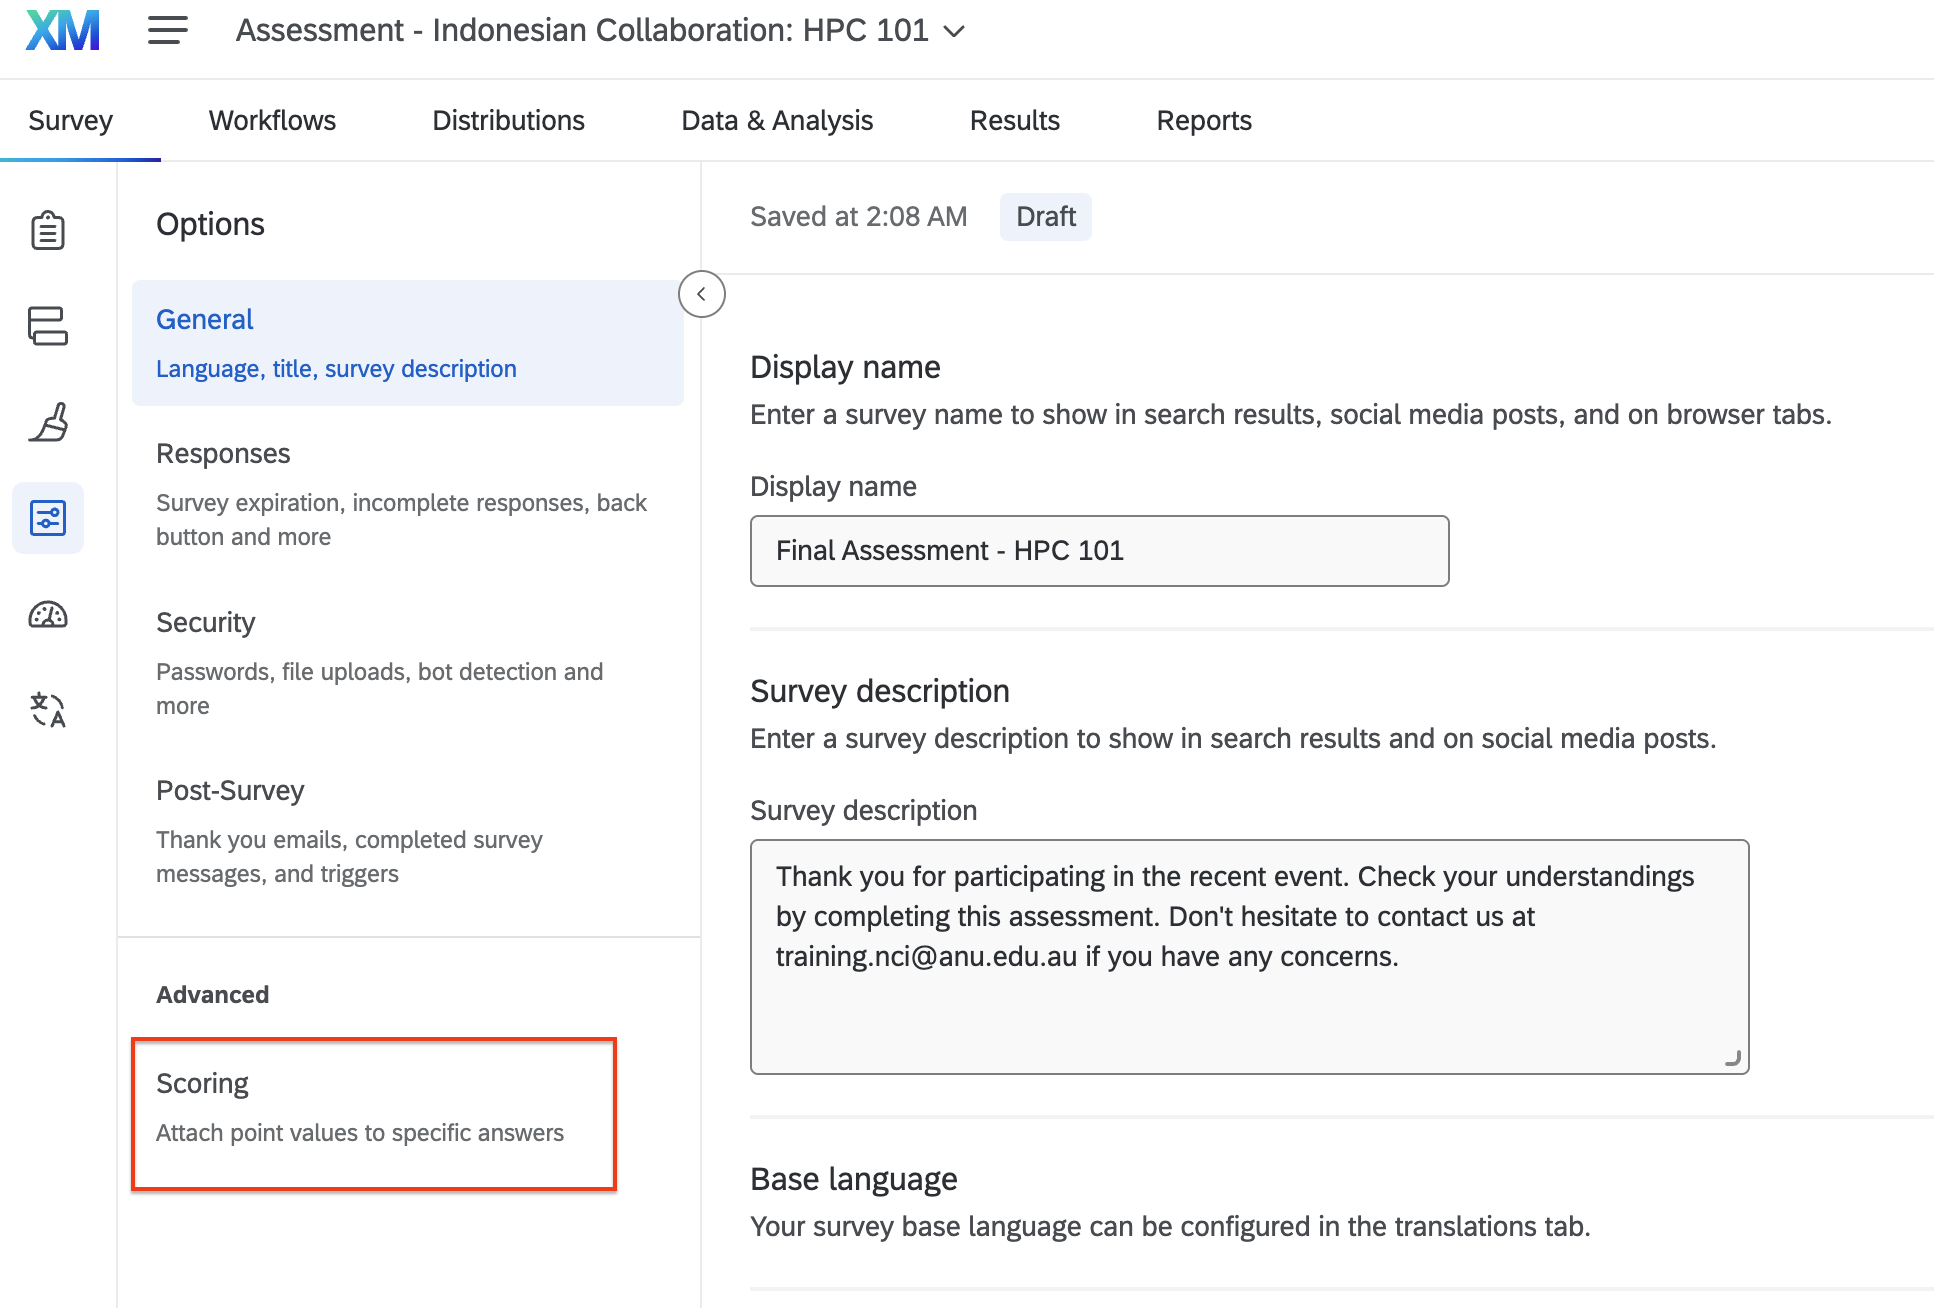 XM
Assessment - Indonesian Collaboration: HPC 101
Survey
Workflows
Distributions
Data & Analysis
Results
Reports
Options
General
Language, title, survey description
Responses
Survey expiration, incomplete responses, back
button and more
Security
Passwords, file uploads, bot detection and
more
Post-Survey
Thank you emails, completed survey
messages, and triggers
Advanced
Scoring
Attach point values to specific answers
Saved at 2:08 AM
Draft
Display name
Enter a survey name to show in search results, social media posts, and on browser tabs.
Display name
Final Assessment - HPC 101
Survey description
Enter a survey description to show in search results and on social media posts.
Survey description
Thank you for participating in the recent event. Check your understandings
by completing this assessment. Don't hesitate to contact us at
training.nci@anu.edu.au if you have any concerns.
Base language
Your survey base language can be configured in the translations tab.